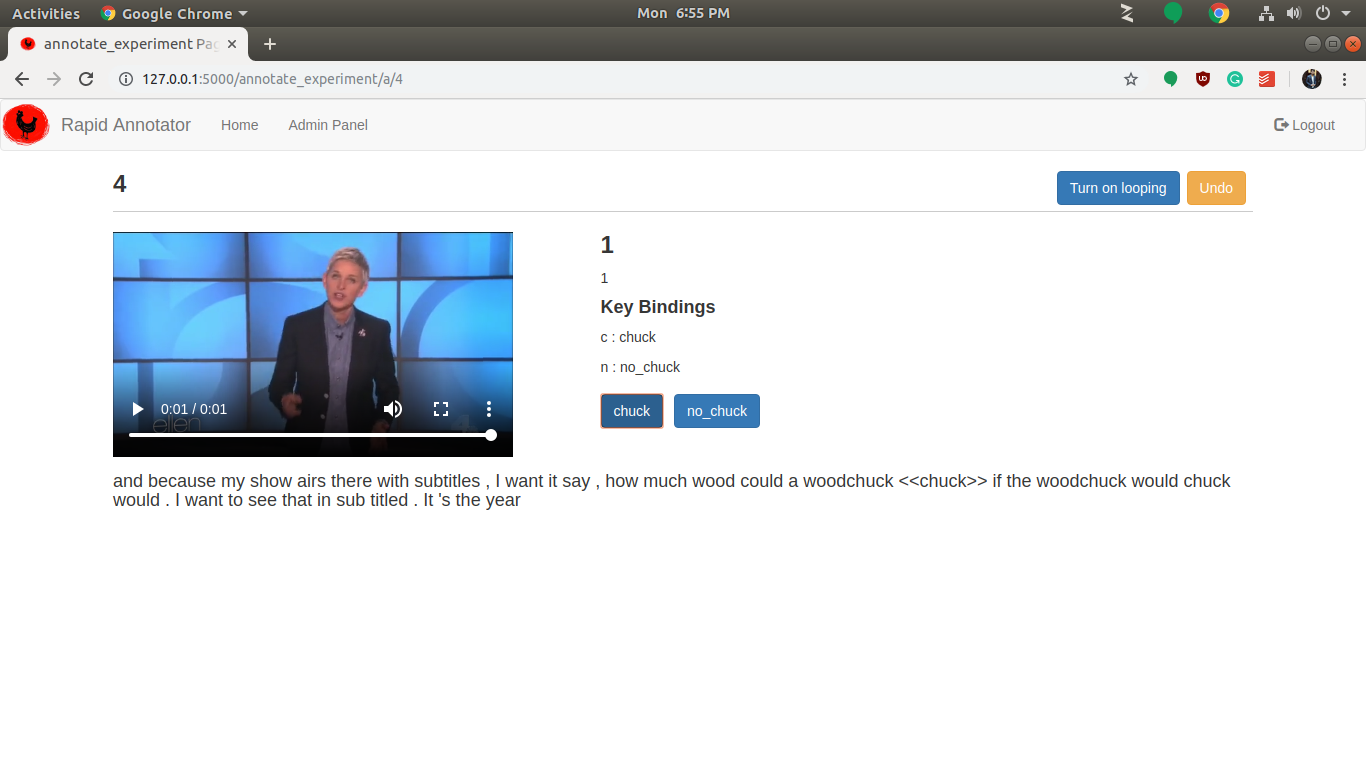 Activities Google Chrome Mon 6:55 PM
annotate_experiment Pag
127.0.0.1:5000/annotate_experiment/a/4
Rapid Annotator Home Admin Panel Logout
4 Turn on looping Undo
1
1
Key Bindings
c : chuck
n : no_chuck
chuck no_chuck
0:01 / 0:01
ellen
and because my show airs there with subtitles , I want it say , how much wood could a woodchuck <<chuck>> if the woodchuck would chuck
would . I want to see that in sub titled . It 's the year